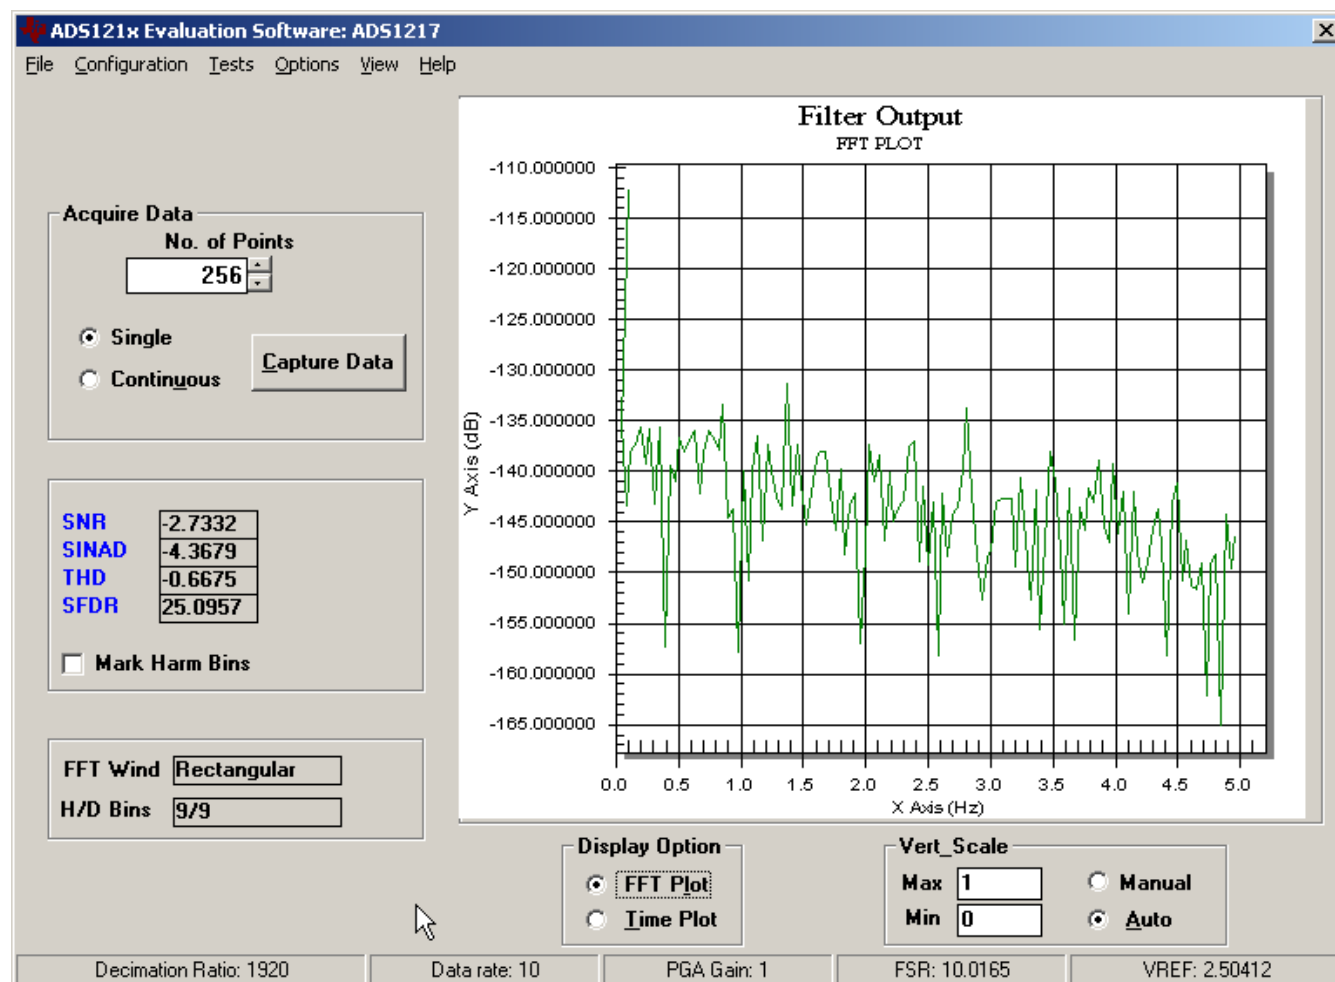 ADS121x Evaluation Software: ADS1217
File Configuration Tests Options View Help
Acquire Data
No. of Points
256
Single
Continuous
Capture Data
SNR -2.7332
SINAD -4.3679
THD -0.6675
SFDR 25.0957
Mark Harm Bins
FFT Wind Rectangular
H/D Bins 9/9
Filter Output
FFT PLOT
-110.000000
-115.000000
-120.000000
-125.000000
-130.000000
-135.000000
-140.000000
-145.000000
-150.000000
-155.000000
-160.000000
-165.000000
Y Axis (dB)
0.0 0.5 1.0 1.5 2.0 2.5 3.0 3.5 4.0 4.5 5.0
X Axis (Hz)
Display Option
FFT Plot
Time Plot
Vert_Scale
Max 1 Manual
Min 0 Auto
Decimation Ratio: 1920 Data rate: 10 PGA Gain: 1 FSR: 10.0165 VREF: 2.50412